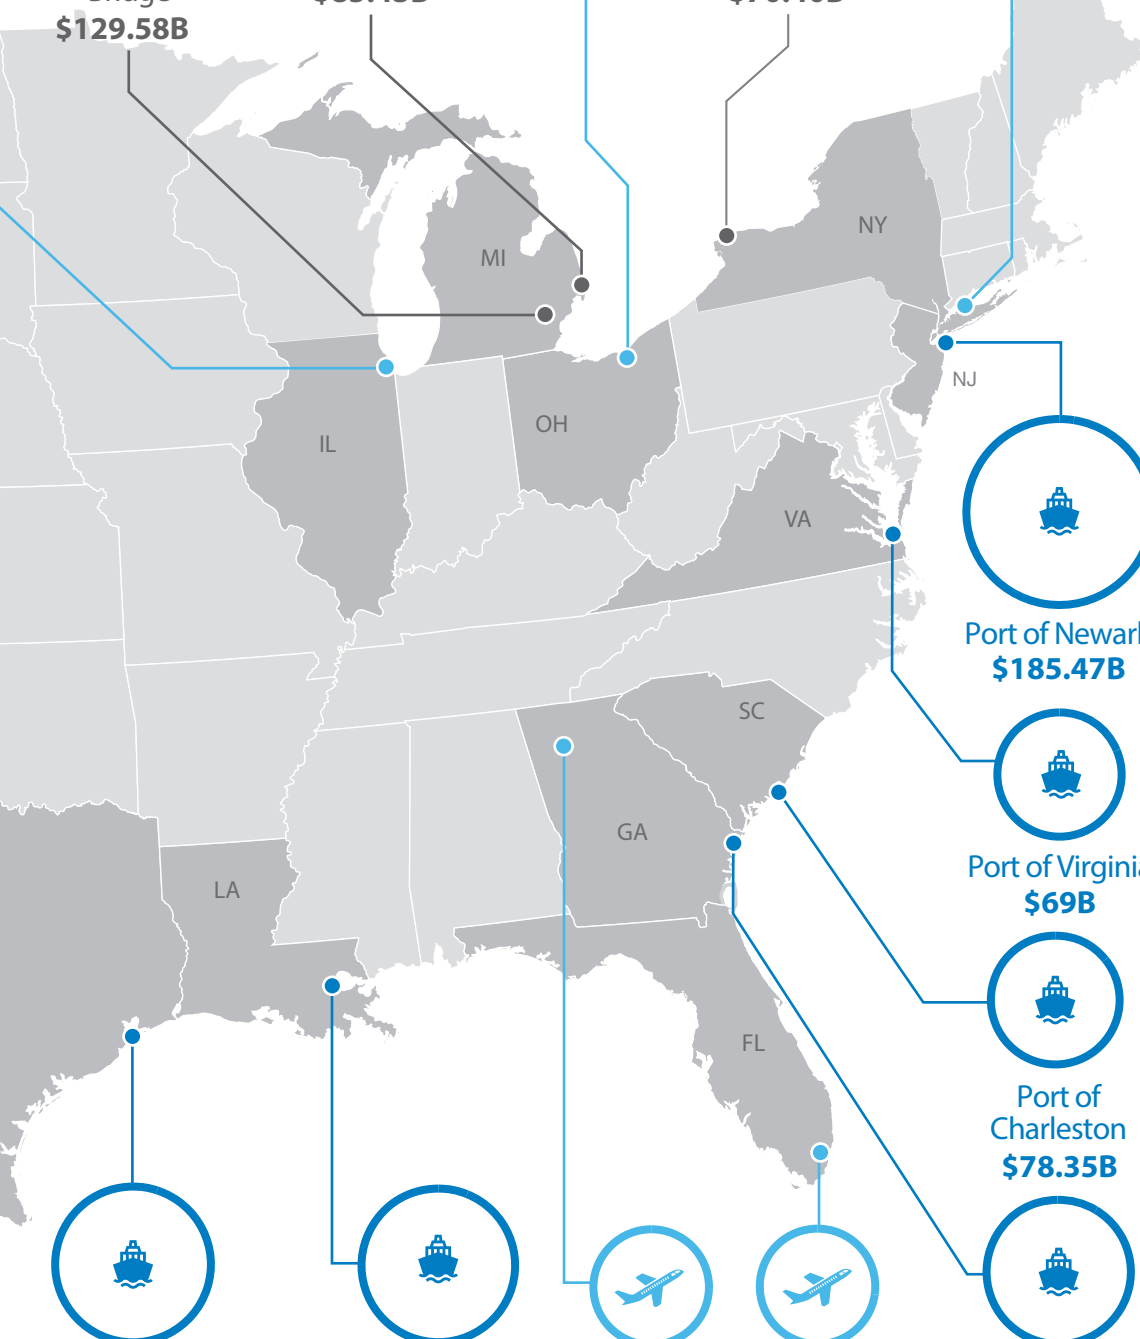 $129.58B
MI
NY
NJ
IL
OH
VA
Port of Newark
$185.47B
SC
Port of Virginia
$69B
GA
LA
FL
Port of
Charleston
$78.35B